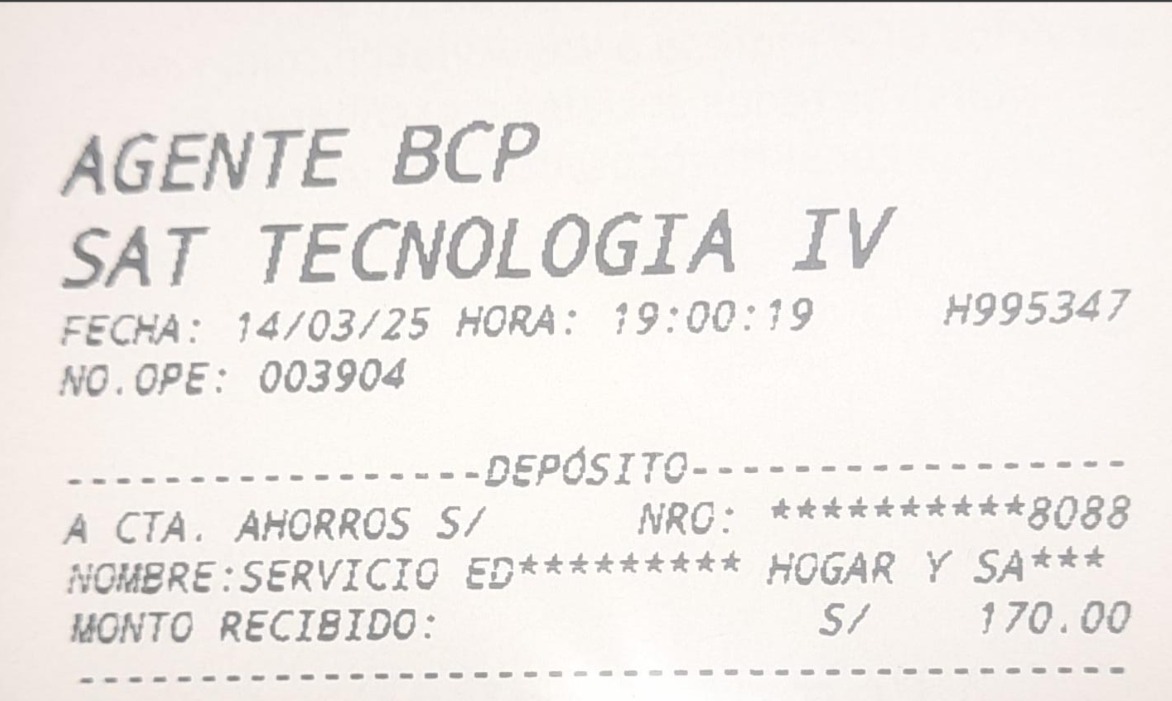 AGENTE BCP
SAT TECNOLOGIA IV
FECHA: 14/03/25 HORA: 19:00:19 H995347
NO.OPE: 003904
-----------------DEPÓSITO------------------
A CTA. AHORROS S/ NRO: **********8088
NOMBRE:SERVICIO ED********* HOGAR Y SA***
MONTO RECIBIDO: S/ 170.00
-------------------------------------------